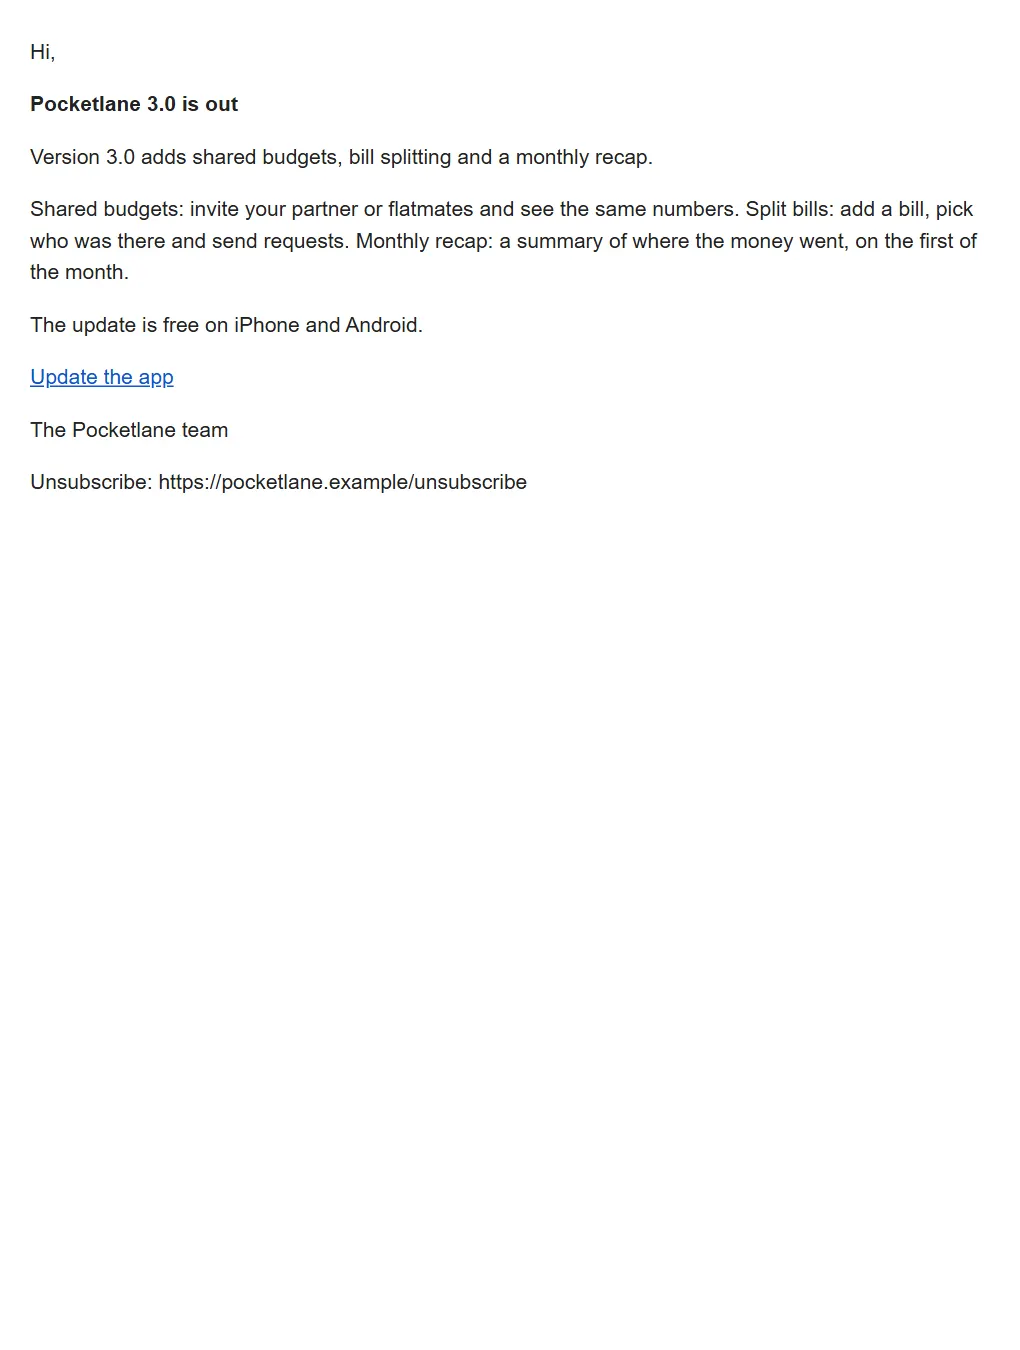 Hi,
Pocketlane 3.0 is out
Version 3.0 adds shared budgets, bill splitting and a monthly recap.
Shared budgets: invite your partner or flatmates and see the same numbers. Split bills: add a bill, pick
who was there and send requests. Monthly recap: a summary of where the money went, on the first of
the month.
The update is free on iPhone and Android.
Update the app
The Pocketlane team
Unsubscribe: https://pocketlane.example/unsubscribe